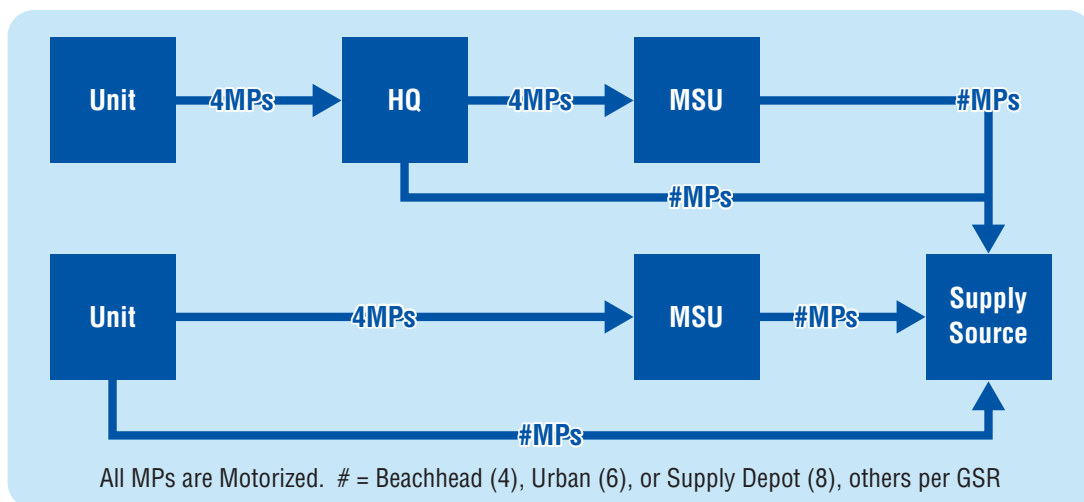 Unit
4MPs
HQ
4MPs
MSU
#MPs
#MPs
Unit
4MPs
MSU
#MPs
Supply
Source
#MPs
All MPs are Motorized. # = Beachhead (4), Urban (6), or Supply Depot (8), others per GSR